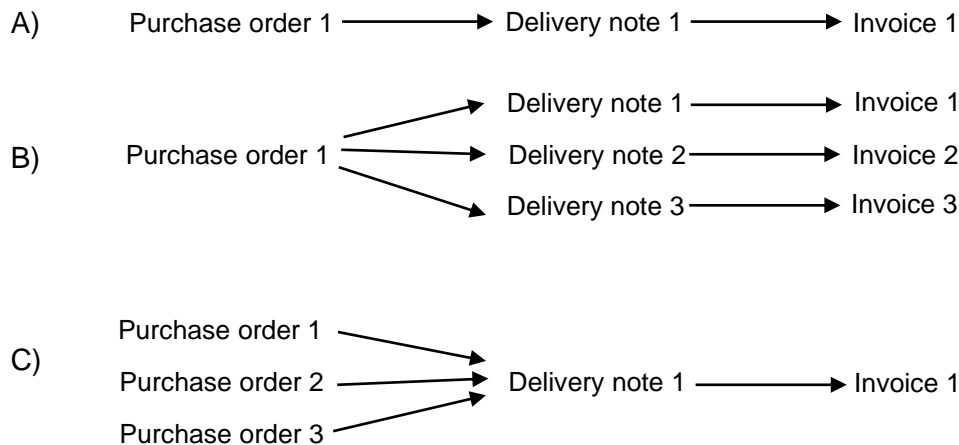 A) Purchase order 1 Delivery note 1 Invoice 1
Delivery note 1 Invoice 1
B) Purchase order 1 Delivery note 2 Invoice 2
Delivery note 3 Invoice 3
Purchase order 1
C)
Purchase order 2 Delivery note 1 Invoice 1
Purchase order 3